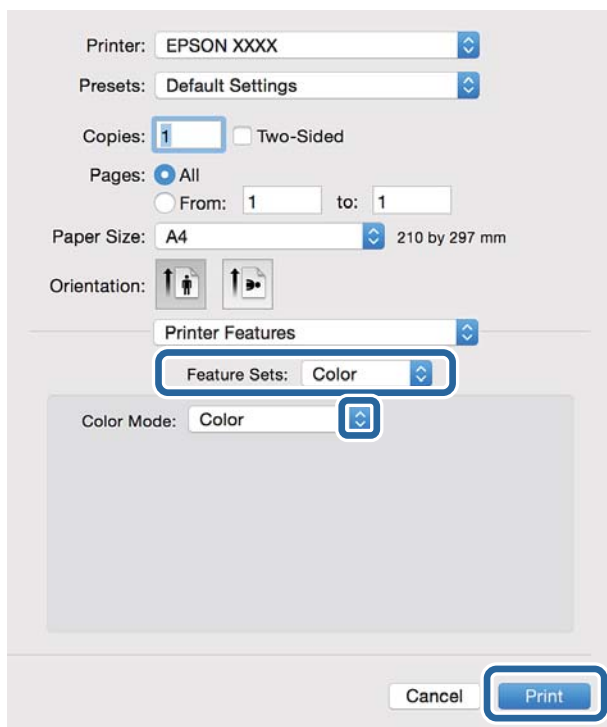 Printer: EPSON XXXX
Presets: Default Settings
Copies: 1 Two-Sided
Pages: All
From: 1 to: 1
Paper Size: A4 210 by 297 mm
Orientation:
Printer Features
Feature Sets: Color
Color Mode: Color
Cancel Print